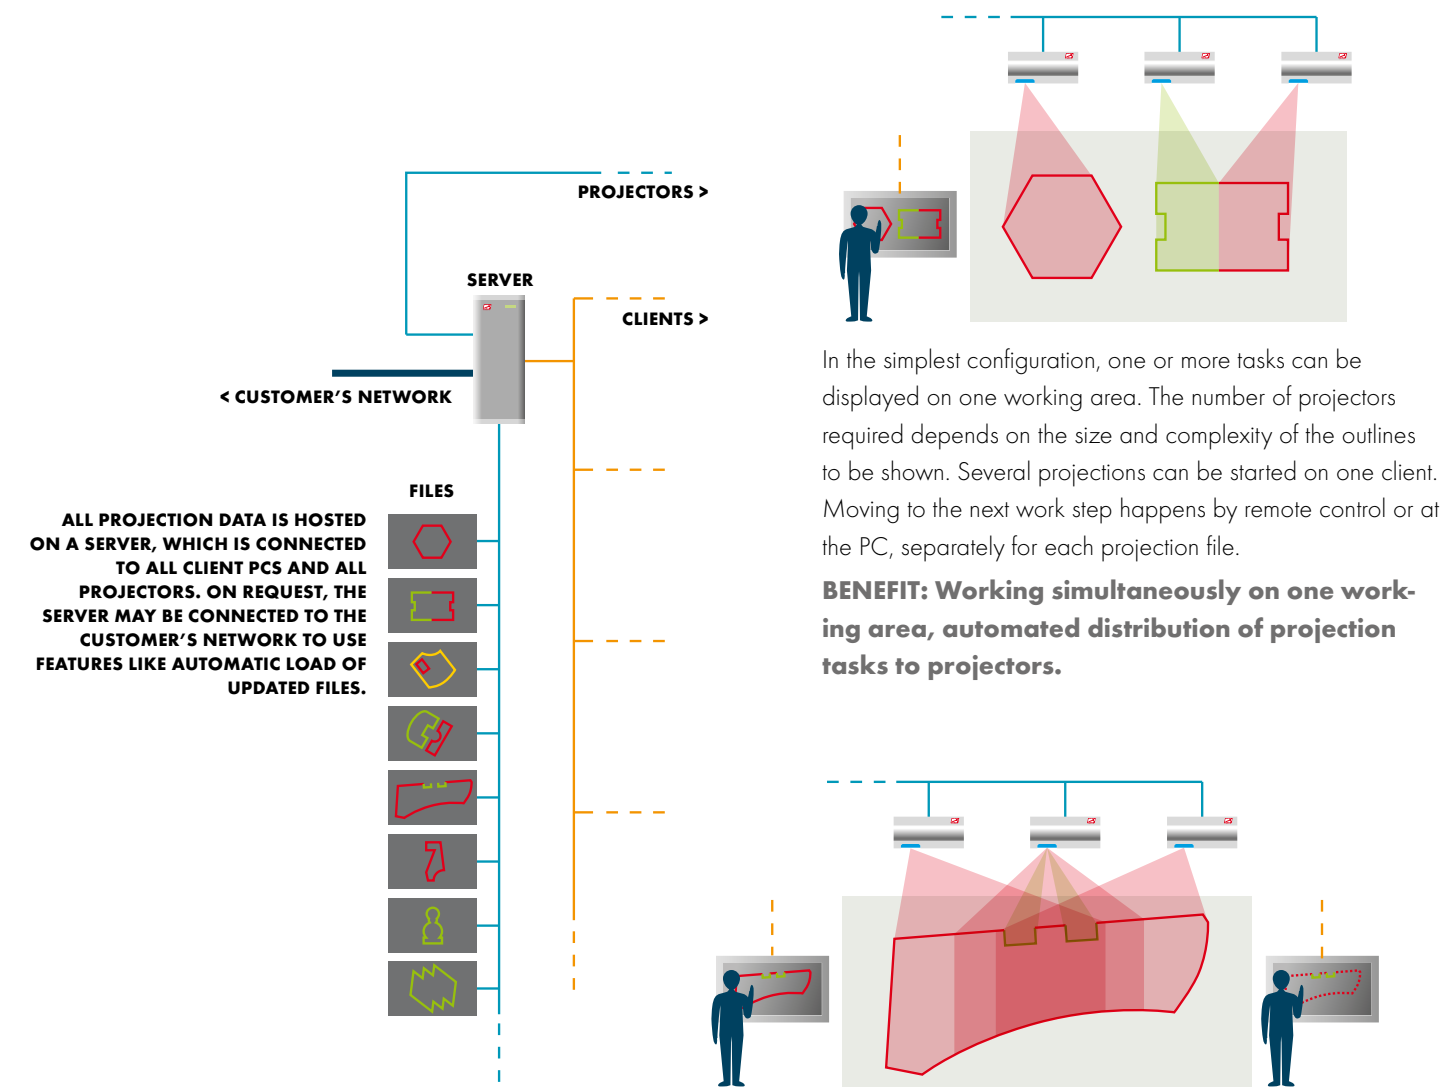 PROJECTORS >
SERVER
CLIENTS >
< CUSTOMER’S NETWORK
FILES
ALL PROJECTION DATA IS HOSTED
ON A SERVER, WHICH IS CONNECTED
TO ALL CLIENT PCS AND ALL
PROJECTORS. ON REQUEST, THE
SERVER MAY BE CONNECTED TO THE
CUSTOMER’S NETWORK TO USE
FEATURES LIKE AUTOMATIC LOAD OF
UPDATED FILES.
In the simplest configuration, one or more tasks can be
displayed on one working area. The number of projectors
required depends on the size and complexity of the outlines
to be shown. Several projections can be started on one client.
Moving to the next work step happens by remote control or at
the PC, separately for each projection file.
BENEFIT: Working simultaneously on one work-
ing area, automated distribution of projection
tasks to projectors.